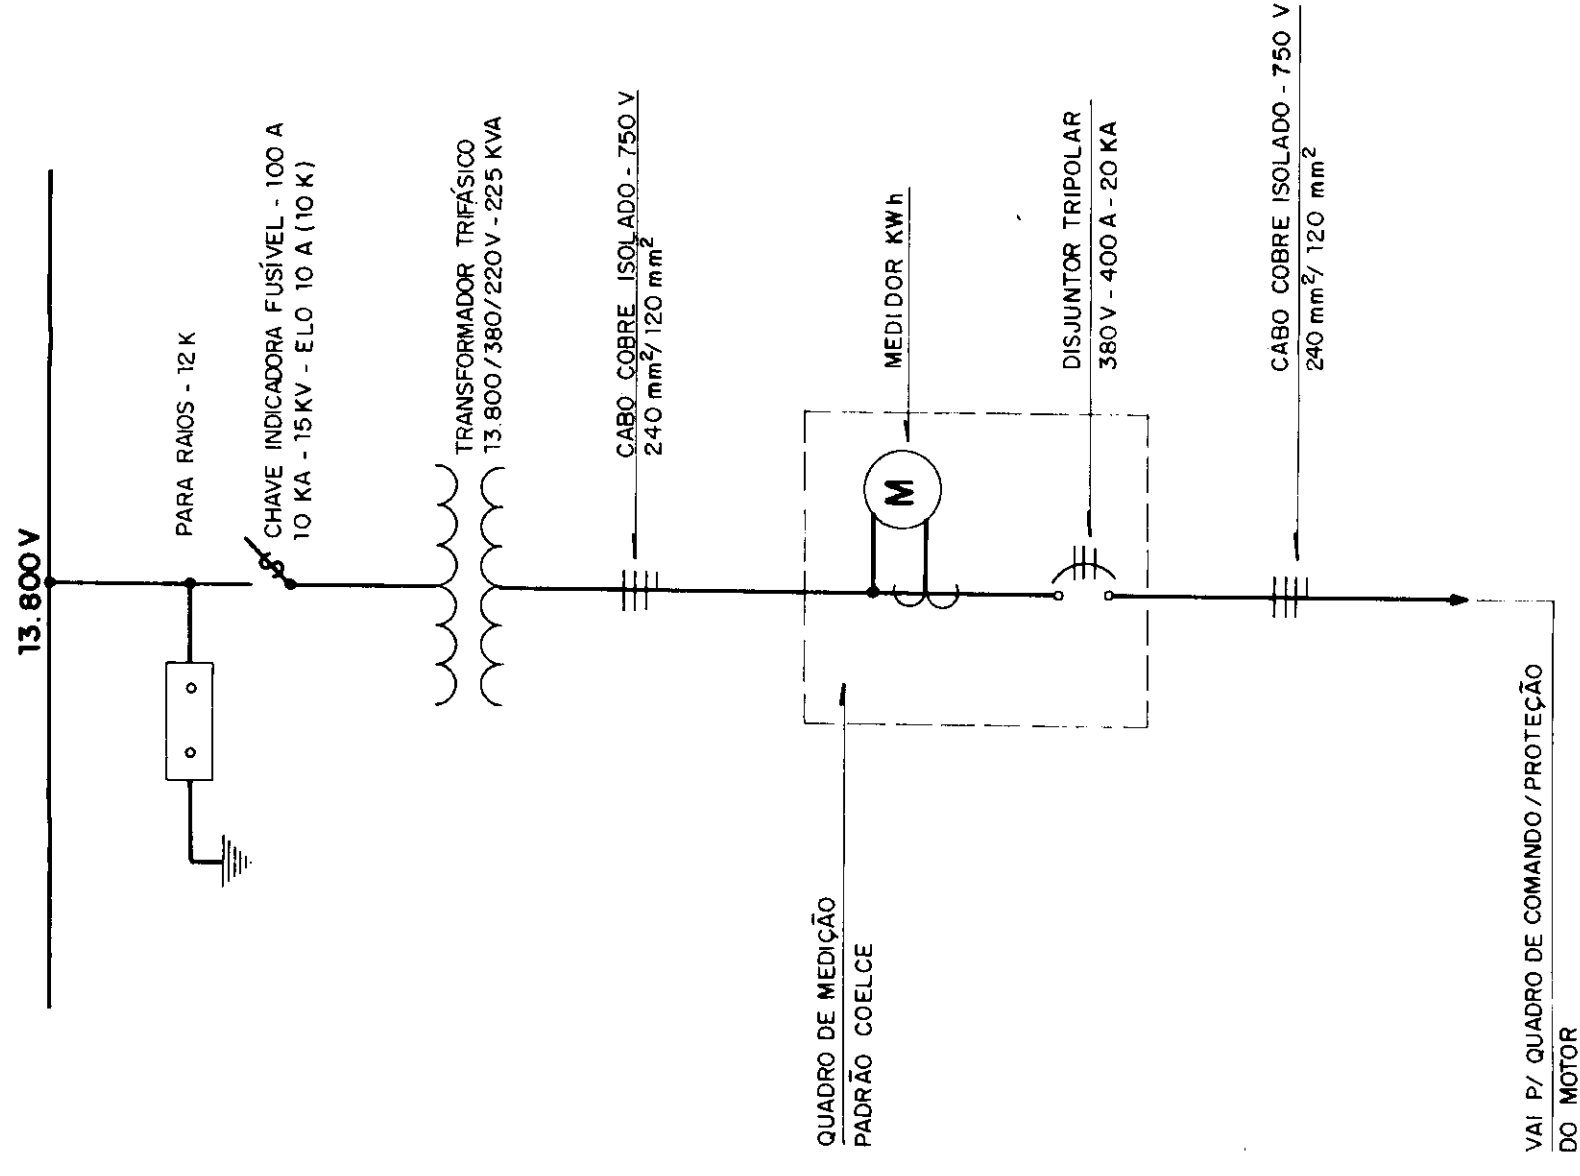 13.800 V
PARA RAIOS - 12 K
CHAVE INDICADORA FUSÍVEL - 100 A
10 KA - 15 KV - ELO 10 A (10 K)
TRANSFORMADOR TRIFÁSICO
13.800/380/220V - 225 KVA
CABO COBRE ISOLADO - 750 V
240 mm²/120 mm²
MEDIDOR KWh
M
DISJUNTOR TRIPOLAR
380 V - 400 A - 20 KA
CABO COBRE ISOLADO - 750 V
240 mm²/ 120 mm²
QUADRO DE MEDIÇÃO
PADRÃO COELCE
VAI P/ QUADRO DE COMANDO / PROTEÇÃO
DO MOTOR